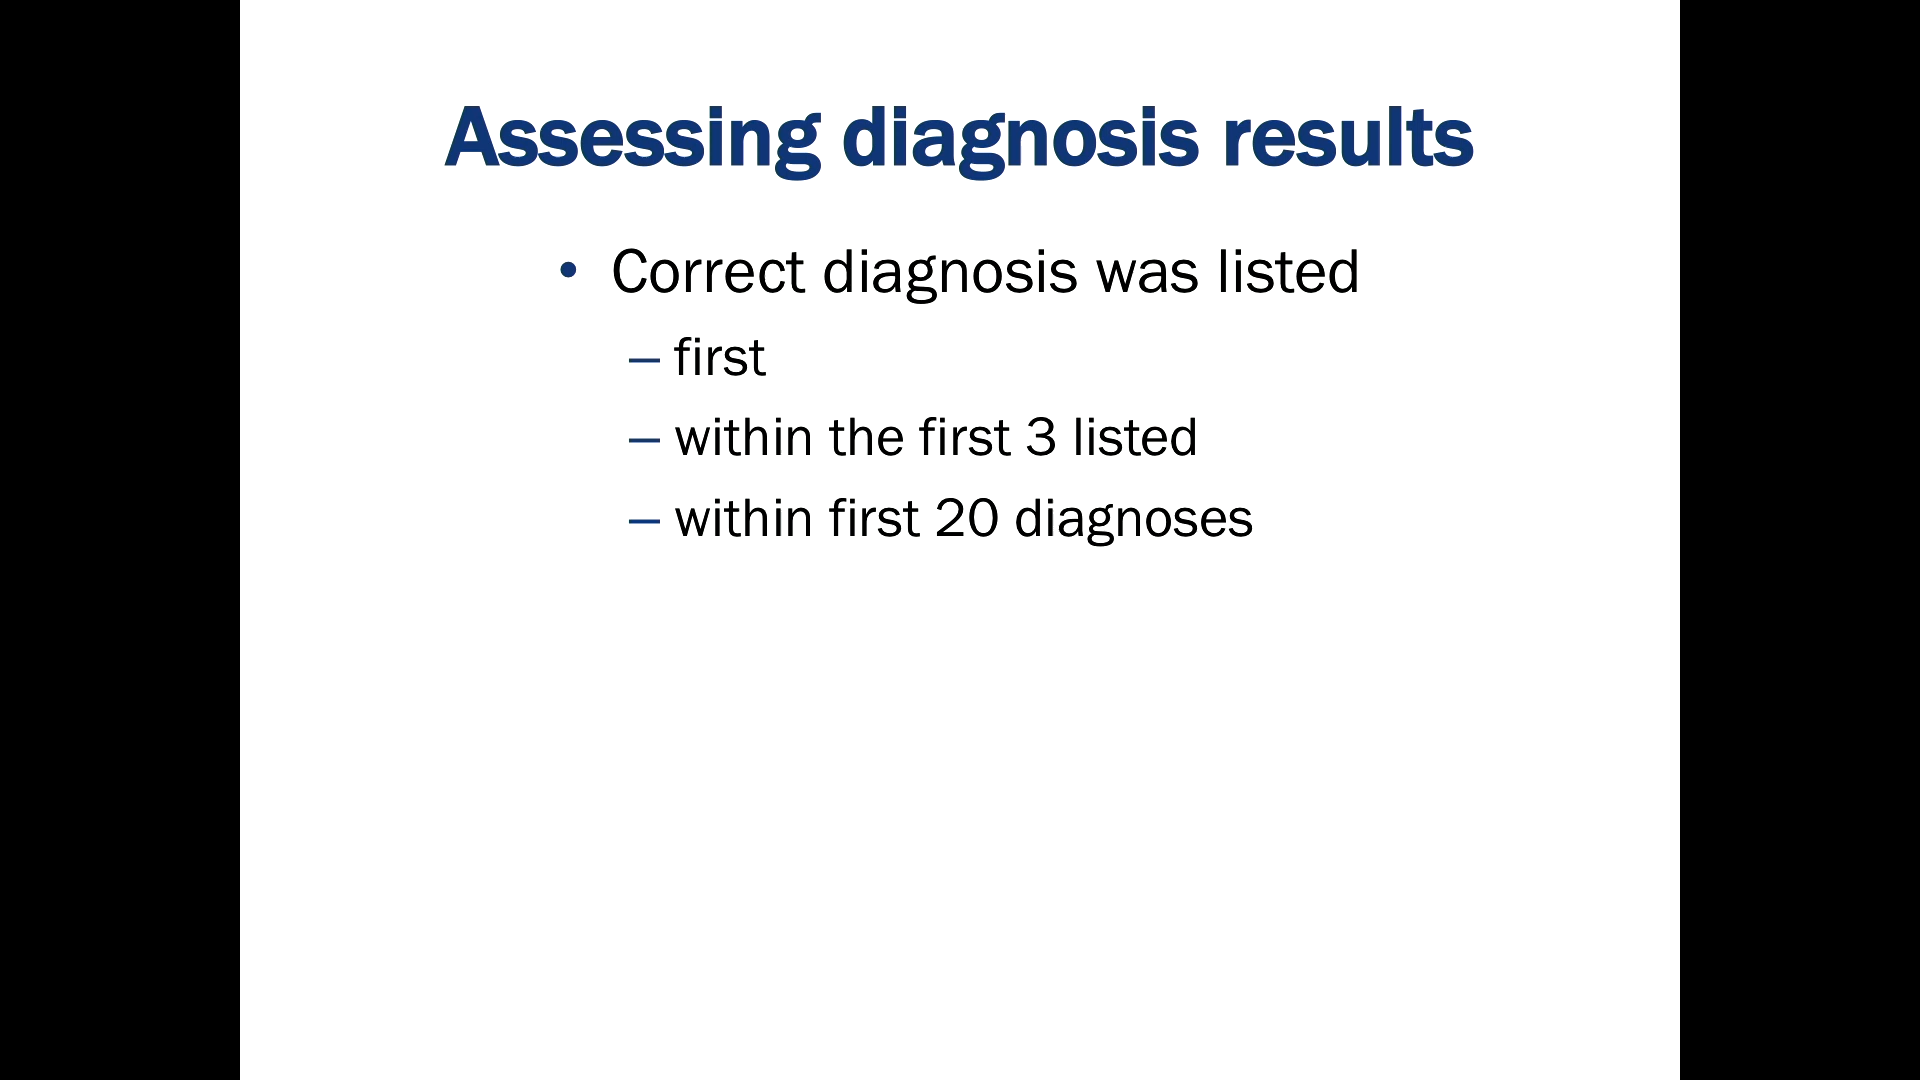 Assessing diagnosis results
• Correct diagnosis was listed
– first
– within the first 3 listed
– within first 20 diagnoses